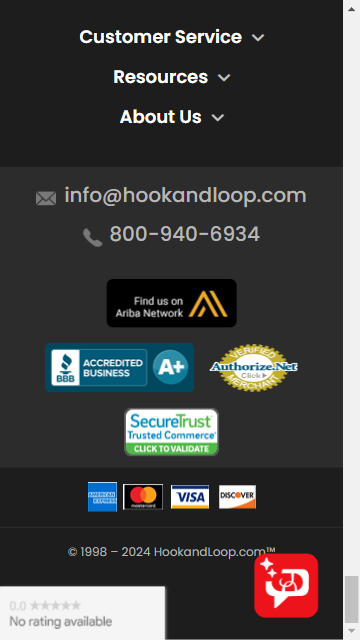 Customer Service
Resources
About Us
info@hookandloop.com
800-940-6934
Find us on
Ariba Network
BBB
ACCREDITED
BUSINESS
A+
VERIFIED
Authorize.Net
Click
MERCHANT
SecureTrust™
Trusted Commerce®
CLICK TO VALIDATE
AMERICAN
EXPRESS
mastercard
VISA
DISCOVER
© 1998 – 2024 HookandLoop.com™
0.0 ★★★★★
No rating available